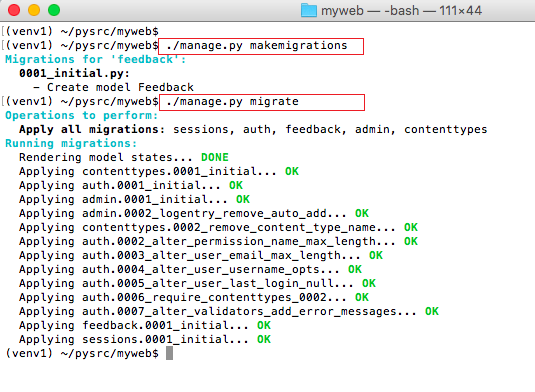 myweb — -bash — 111×44
(venv1) ~/pysrc/myweb$
(venv1) ~/pysrc/myweb$ ./manage.py makemigrations
Migrations for 'feedback':
  0001_initial.py:
    - Create model Feedback
(venv1) ~/pysrc/myweb$ ./manage.py migrate
Operations to perform:
  Apply all migrations: sessions, auth, feedback, admin, contenttypes
Running migrations:
  Rendering model states... DONE
  Applying contenttypes.0001_initial... OK
  Applying auth.0001_initial... OK
  Applying admin.0001_initial... OK
  Applying admin.0002_logentry_remove_auto_add... OK
  Applying contenttypes.0002_remove_content_type_name... OK
  Applying auth.0002_alter_permission_name_max_length... OK
  Applying auth.0003_alter_user_email_max_length... OK
  Applying auth.0004_alter_user_username_opts... OK
  Applying auth.0005_alter_user_last_login_null... OK
  Applying auth.0006_require_contenttypes_0002... OK
  Applying auth.0007_alter_validators_add_error_messages... OK
  Applying feedback.0001_initial... OK
  Applying sessions.0001_initial... OK
(venv1) ~/pysrc/myweb$